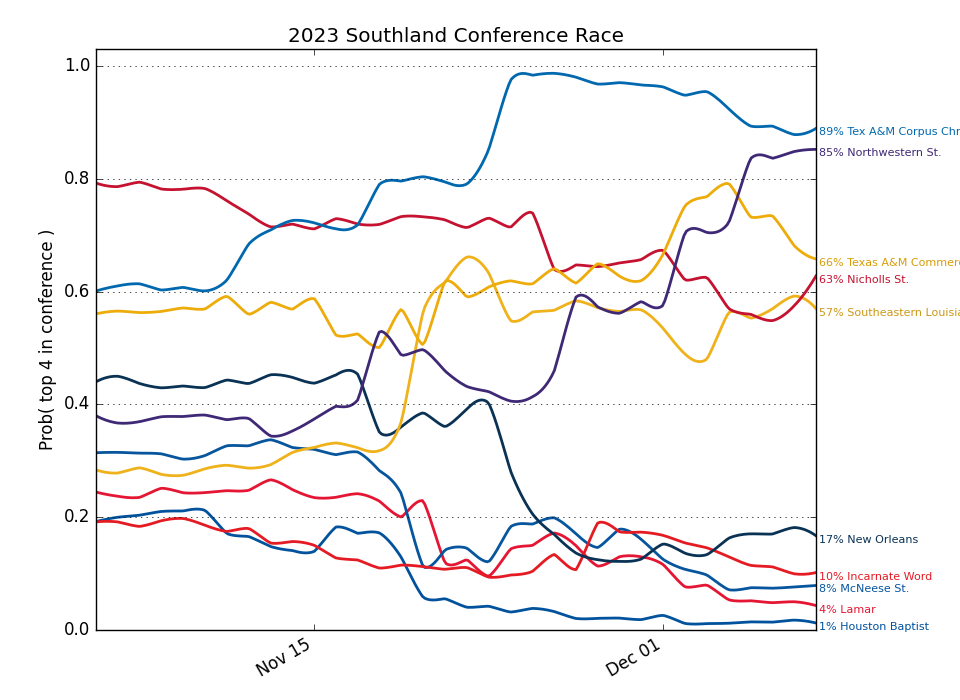 2023 Southland Conference Race
Prob( top 4 in conference )
1.0
0.8
0.6
0.4
0.2
0.0
Nov 15
Dec 01
89% Tex A&M Corpus Chr
85% Northwestern St.
66% Texas A&M Commerc
63% Nicholls St.
57% Southeastern Louisia
17% New Orleans
10% Incarnate Word
8% McNeese St.
4% Lamar
1% Houston Baptist